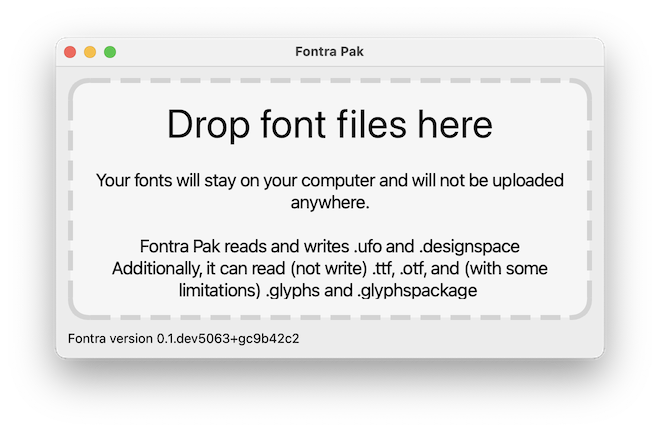 Fontra Pak
Drop font files here
Your fonts will stay on your computer and will not be uploaded
anywhere.
Fontra Pak reads and writes .ufo and .designspace
Additionally, it can read (not write) .ttf, .otf, and (with some
limitations) .glyphs and .glyphspackage
Fontra version 0.1.dev5063+gc9b42c2